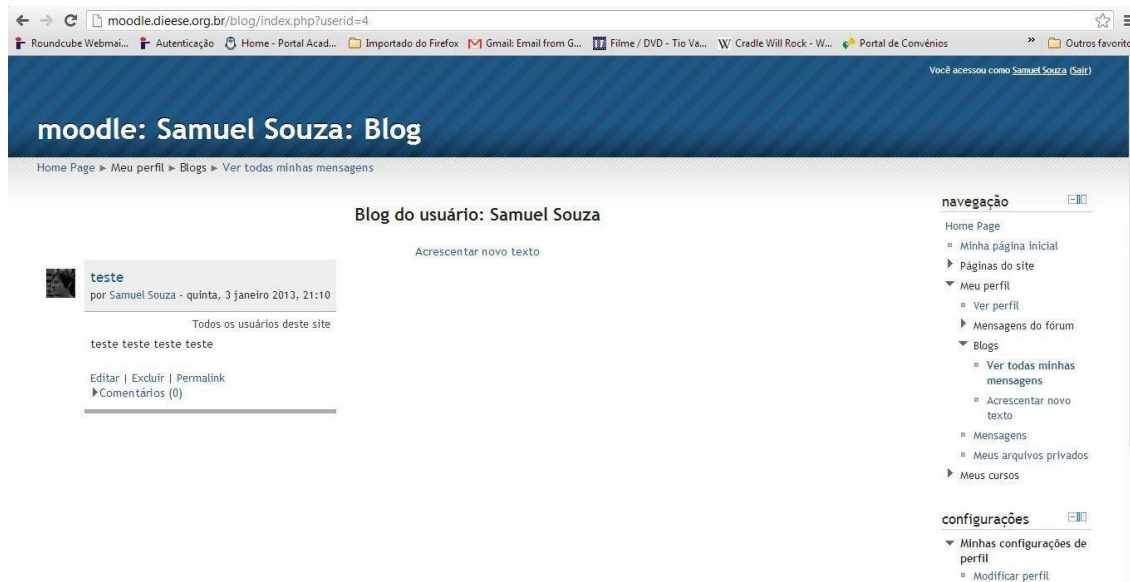 moodle.dieese.org.br/blog/index.php?userid=4
Roundcube Webmai... Autenticação Home - Portal Acad... Importado do Firefox Gmail: Email from G... Filme / DVD - Tio Va... Cradle Will Rock - W... Portal de Convênios » Outros favorito
Você acessou como Samuel Souza (Sair)
moodle: Samuel Souza: Blog
Home Page ► Meu perfil ► Blogs ► Ver todas minhas mensagens
Blog do usuário: Samuel Souza
Acrescentar novo texto
teste
por Samuel Souza - quinta, 3 janeiro 2013, 21:10
Todos os usuários deste site
teste teste teste teste
Editar | Excluir | Permalink
Comentários (0)
navegação
Home Page
Minha página inicial
Páginas do site
Meu perfil
Ver perfil
Mensagens do fórum
Blogs
Ver todas minhas
mensagens
Acrescentar novo
texto
Mensagens
Meus arquivos privados
Meus cursos
configurações
Minhas configurações de
perfil
Modificar perfil